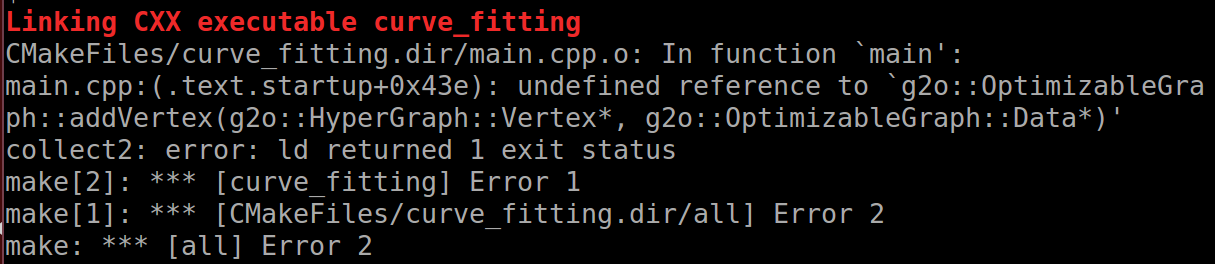 Linking CXX executable curve_fitting
CMakeFiles/curve_fitting.dir/main.cpp.o: In function `main':
main.cpp:(.text.startup+0x43e): undefined reference to `g2o::OptimizableGra
ph::addVertex(g2o::HyperGraph::Vertex*, g2o::OptimizableGraph::Data*)'
collect2: error: ld returned 1 exit status
make[2]: *** [curve_fitting] Error 1
make[1]: *** [CMakeFiles/curve_fitting.dir/all] Error 2
make: *** [all] Error 2